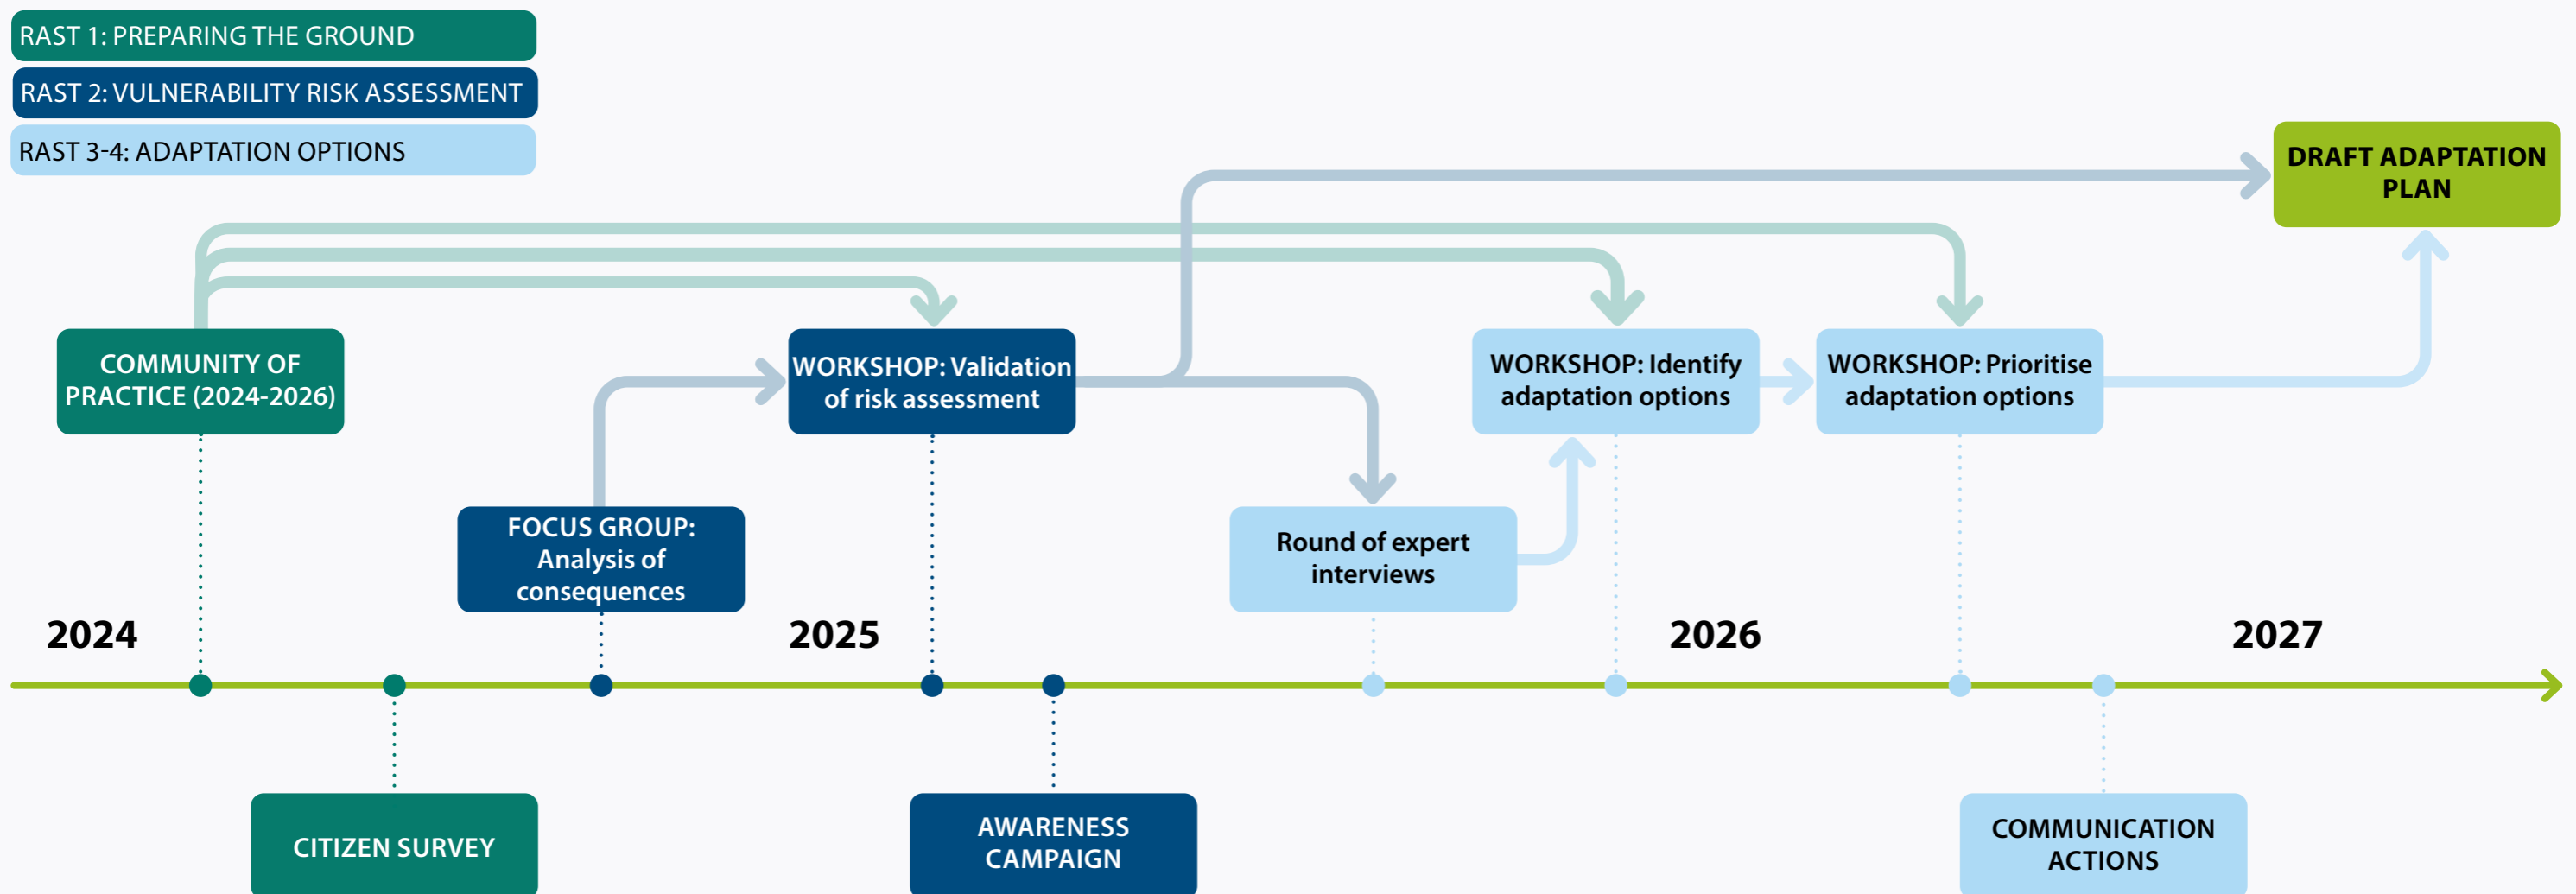 RAST 1: PREPARING THE GROUND
RAST 2: VULNERABILITY RISK ASSESSMENT
RAST 3-4: ADAPTATION OPTIONS
DRAFT ADAPTATION
PLAN
COMMUNITY OF
PRACTICE (2024-2026)
WORKSHOP: Validation
of risk assessment
WORKSHOP: Identify
adaptation options
WORKSHOP: Prioritise
adaptation options
FOCUS GROUP:
Analysis of
consequences
Round of expert
interviews
2024
2025
2026
2027
CITIZEN SURVEY
AWARENESS
CAMPAIGN
COMMUNICATION
ACTIONS